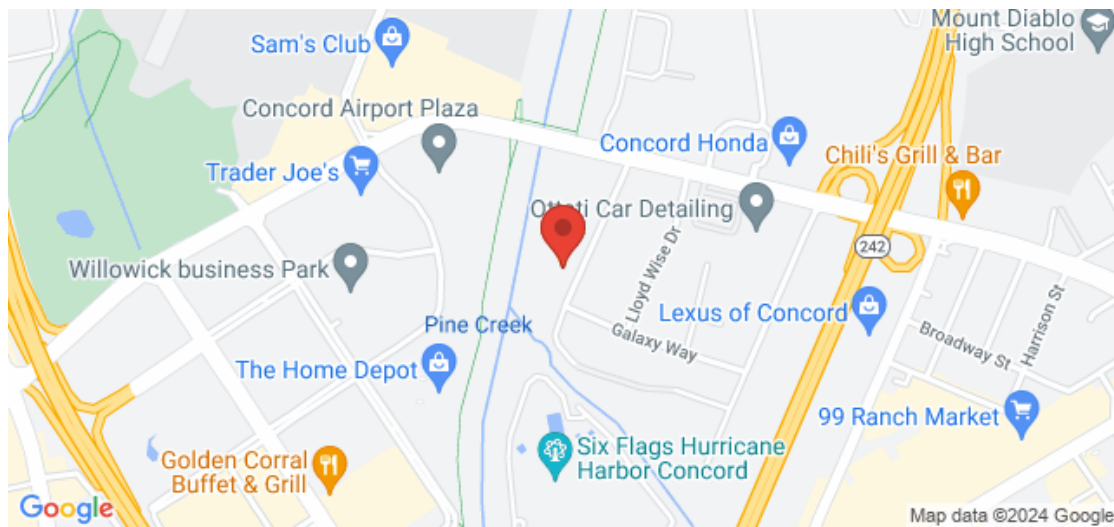 Mount Diablo
High School
Sam's Club
Concord Airport Plaza
Concord Honda
Trader Joe's
Chili's Grill & Bar
Car Detailing
242
Lloyd Wise Dr
Willowick business Park
Harrison St
Lexus of Concord
Pine Creek
Galaxy Way
Broadway St
The Home Depot
99 Ranch Market
Golden Corral
Buffet & Grill
Six Flags Hurricane
Harbor Concord
Google
Map data ©2024 Google